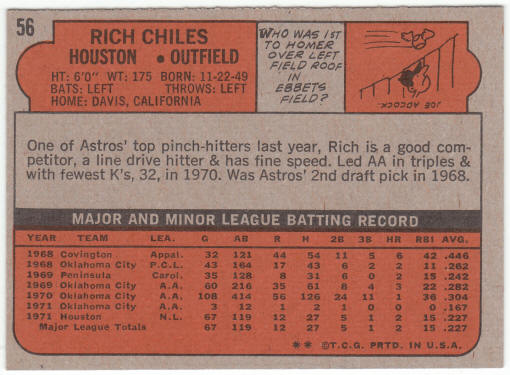 56
RICH CHILES
HOUSTON • OUTFIELD
HT: 6'0" WT: 175 BORN: 11-22-49
BATS: LEFT THROWS: LEFT
HOME: DAVIS, CALIFORNIA
WHO WAS 1ST
TO HOMER
OVER LEFT
FIELD ROOF
IN
EBBETS
FIELD?
JOE ADCOCK.
One of Astros' top pinch-hitters last year, Rich is a good com-
petitor, a line drive hitter & has fine speed. Led AA in triples &
with fewest K's, 32, in 1970. Was Astros' 2nd draft pick in 1968.
MAJOR AND MINOR LEAGUE BATTING RECORD
YEAR TEAM LEA. G AB R H 2B 3B HR RBI AVG.
1968 Covington Appal. 32 121 44 54 11 5 6 42 .446
1968 Oklahoma City P.C.L. 43 164 17 43 6 2 2 11 .262
1969 Peninsula Carol. 35 128 8 31 6 0 2 15 .242
1969 Oklahoma City A.A. 60 216 35 61 8 4 3 22 .282
1970 Oklahoma City A.A. 108 414 56 126 24 11 1 36 .304
1971 Oklahoma City A.A. 3 12 1 2 0 0 0 0 .167
1971 Houston N.L. 67 119 12 27 5 1 2 15 .227
Major League Totals 67 119 12 27 5 1 2 15 .227
** ©T.C.G. PRTD. IN U.S.A.